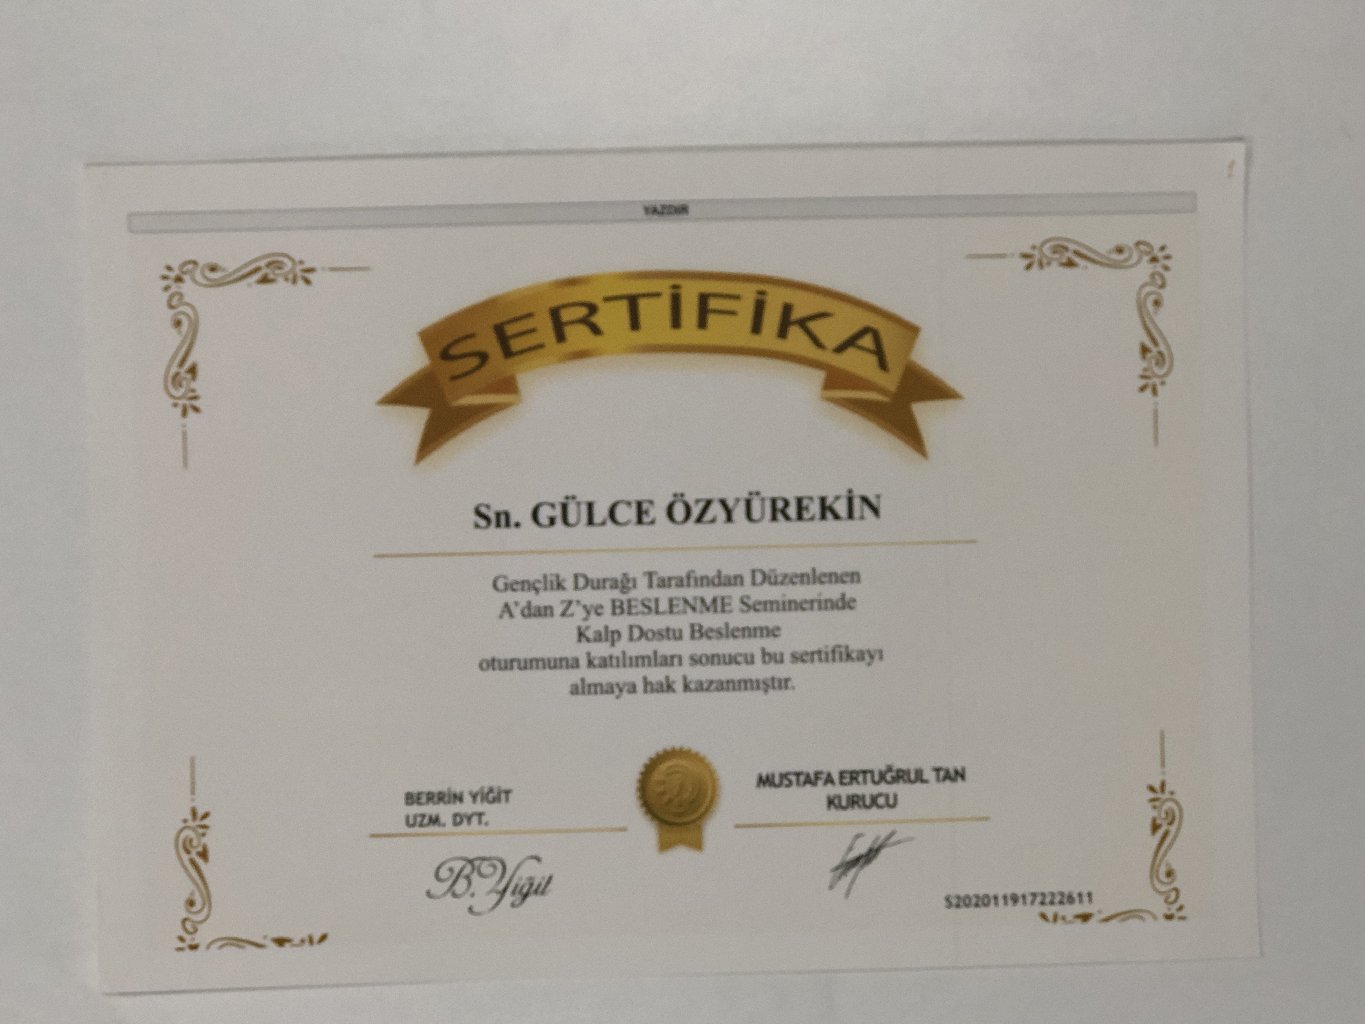 YAZDIR
SERTİFİKA
Sn. GÜLCE ÖZYÜREKİN
Gençlik Durağı Tarafından Düzenlenen
A'dan Z'ye BESLENME Seminerinde
Kalp Dostu Beslenme
oturumuna katılımları sonucu bu sertifikayı
almaya hak kazanmıştır.
BERRİN YİĞİT
UZM. DYT.
B.Yiğit
MUSTAFA ERTUĞRUL TAN
KURUCU
S202011917222611